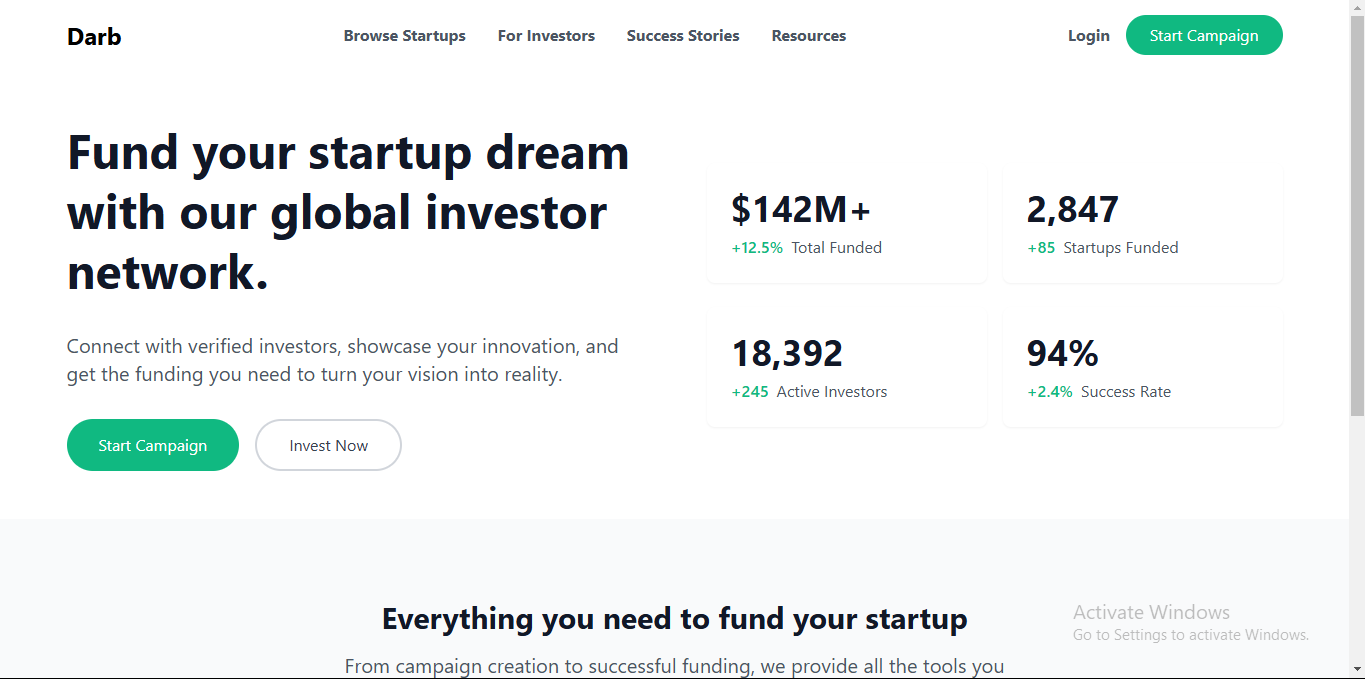 Darb
Browse Startups
For Investors
Success Stories
Resources
Login
Start Campaign
Fund your startup dream
with our global investor
network.
Connect with verified investors, showcase your innovation, and
get the funding you need to turn your vision into reality.
Start Campaign
Invest Now
$142M+
+12.5% Total Funded
2,847
+85 Startups Funded
18,392
+245 Active Investors
94%
+2.4% Success Rate
Everything you need to fund your startup
From campaign creation to successful funding, we provide all the tools you
Activate Windows
Go to Settings to activate Windows.